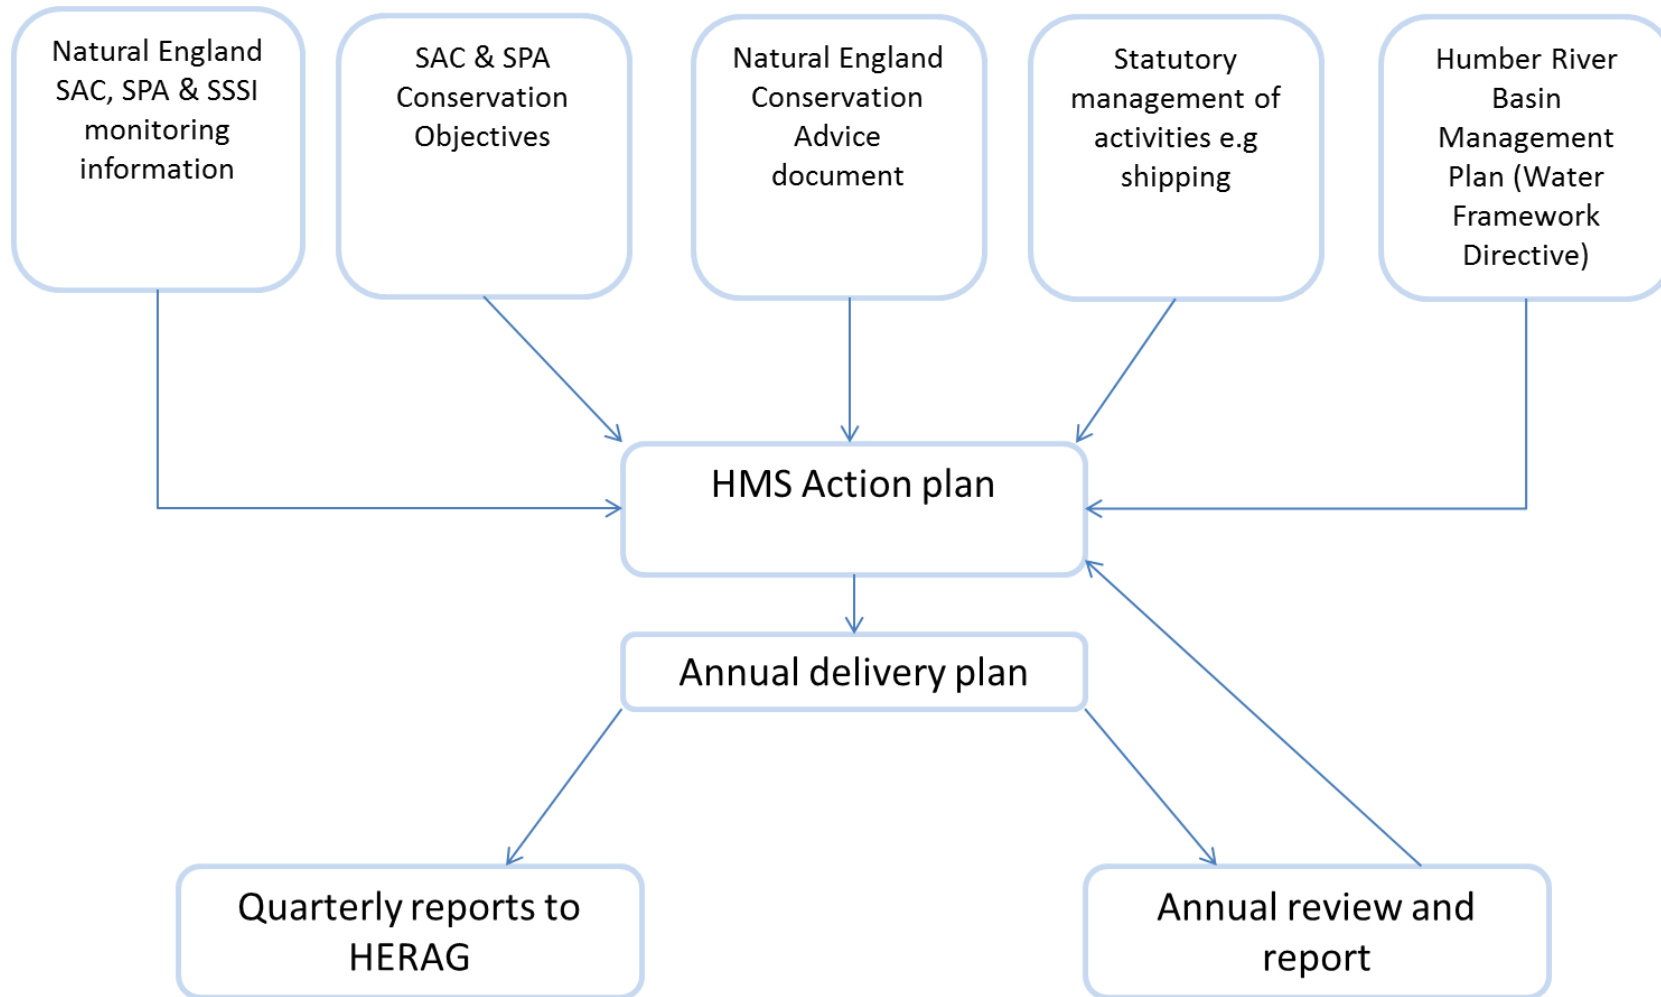 Natural England
SAC, SPA & SSSI
monitoring
information
SAC & SPA
Conservation
Objectives
Natural England
Conservation
Advice
document
Statutory
management of
activities e.g
shipping
Humber River
Basin
Management
Plan (Water
Framework
Directive)
HMS Action plan
Annual delivery plan
Quarterly reports to
HERAG
Annual review and
report